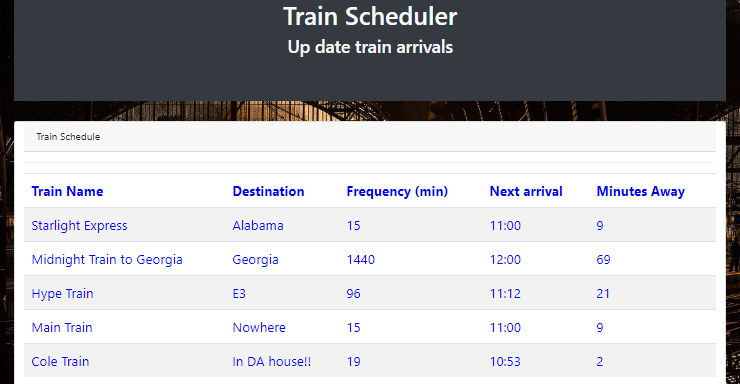 Train Scheduler
Up date train arrivals
Train Schedule
Train Name Destination Frequency (min) Next arrival Minutes Away
Starlight Express Alabama 15 11:00 9
Midnight Train to Georgia Georgia 1440 12:00 69
Hype Train E3 96 11:12 21
Main Train Nowhere 15 11:00 9
Cole Train In DA house!! 19 10:53 2